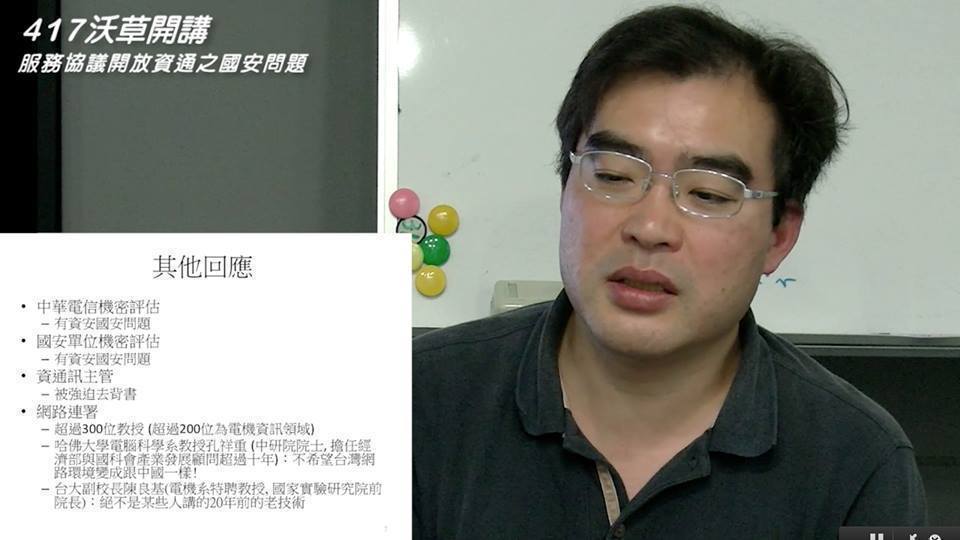 417沃草開講
服務協議開放資通之國安問題
其他回應
• 中華電信機密評估
– 有資安國安問題
• 國安單位機密評估
– 有資安國安問題
• 資通訊主管
– 被強迫去背書
• 網路連署
– 超過300位教授 (超過200位為電機資訊領域)
– 哈佛大學電腦科學系教授孔祥重 (中研院院士, 擔任經
濟部與國科會產業發展顧問超過十年)：不希望台灣網
路環境變成跟中國一樣!
– 台大副校長陳良基(電機系特聘教授, 國家實驗研究院前
院長)：絕不是某些人講的20年前的老技術